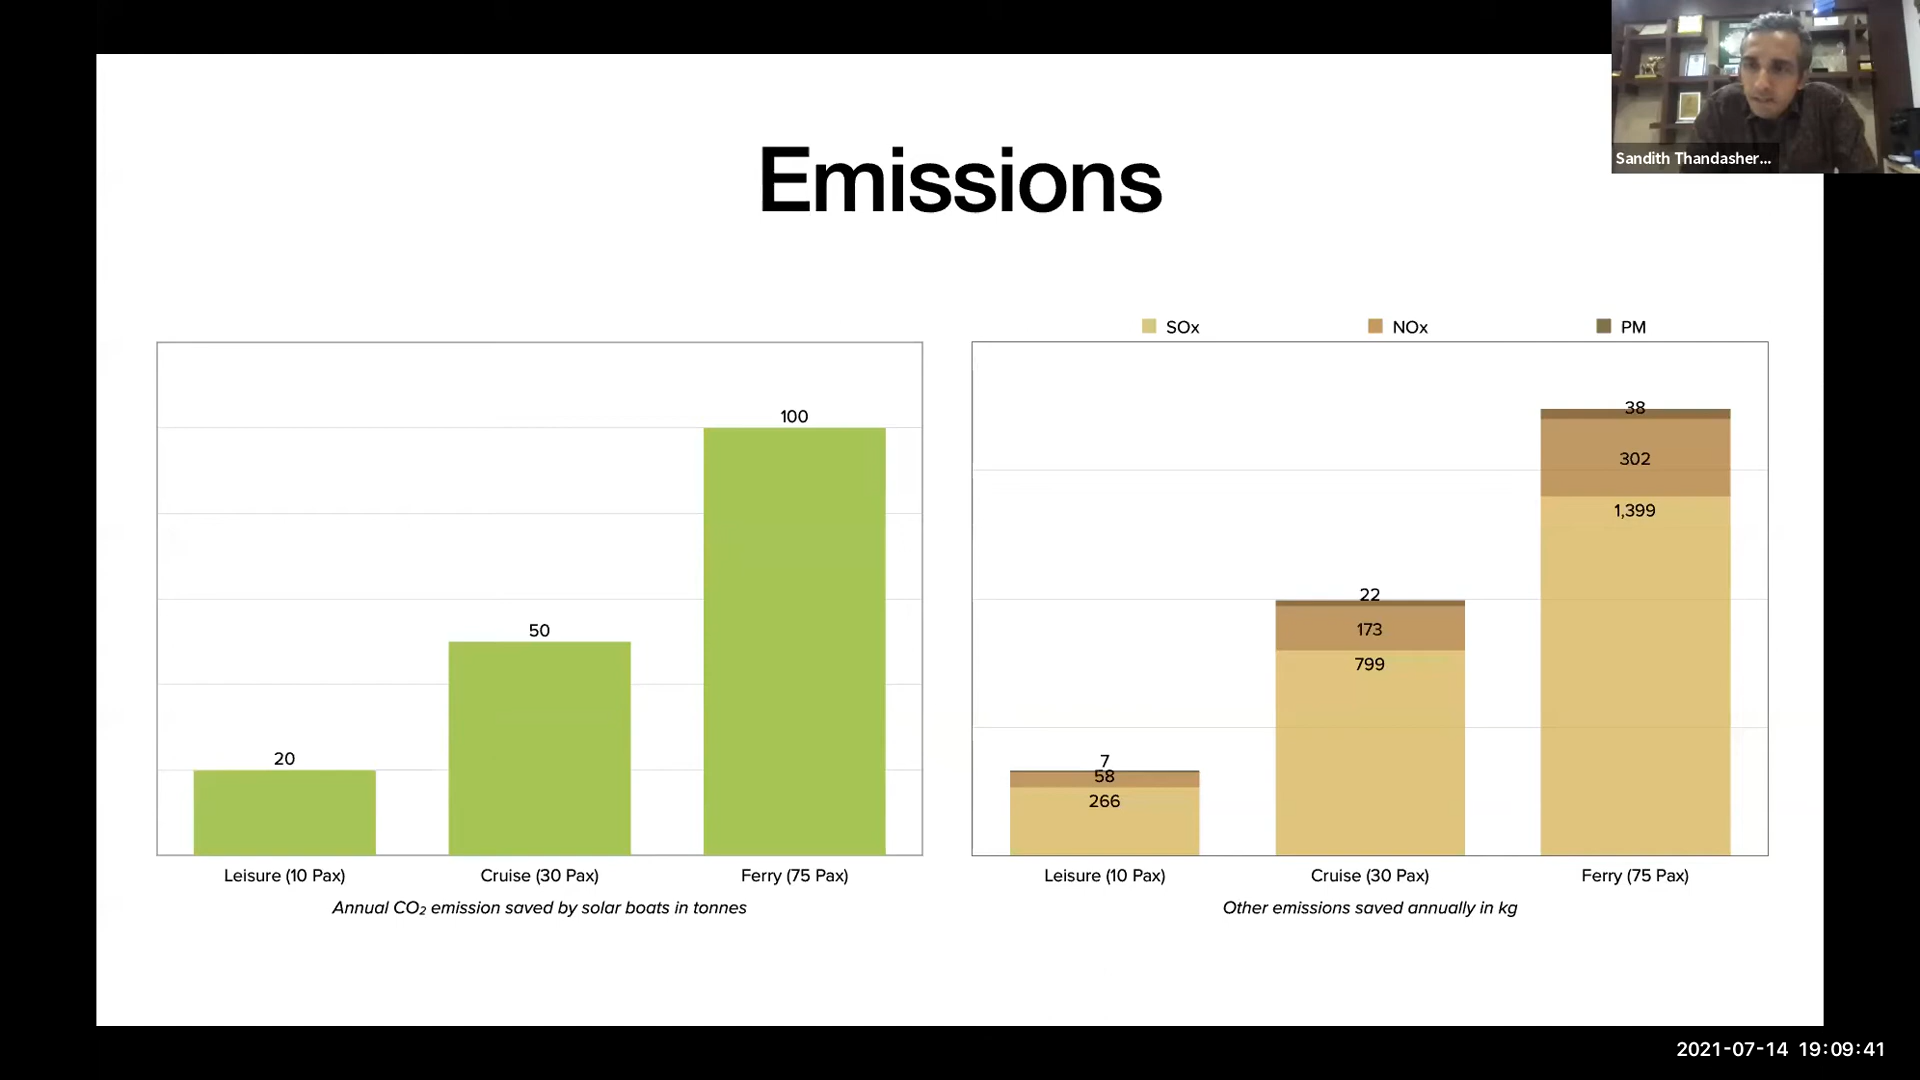 Sandith Thandasher...
Emissions
100
50
20
Leisure (10 Pax)
Cruise (30 Pax)
Ferry (75 Pax)
Annual CO₂ emission saved by solar boats in tonnes
SOx
NOx
PM
38
302
1,399
22
173
799
7
58
266
Leisure (10 Pax)
Cruise (30 Pax)
Ferry (75 Pax)
Other emissions saved annually in kg
2021-07-14 19:09:41